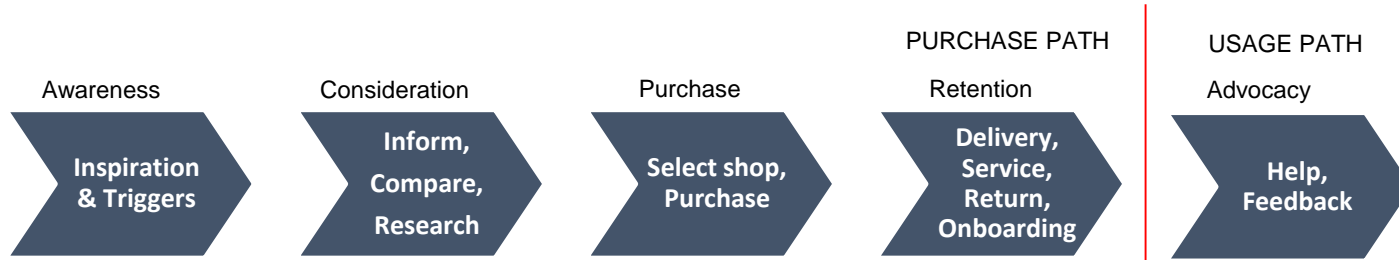 PURCHASE PATH
USAGE PATH
Awareness
Consideration
Purchase
Retention
Advocacy
Inspiration
& Triggers
Inform,
Compare,
Research
Select shop,
Purchase
Delivery,
Service,
Return,
Onboarding
Help,
Feedback